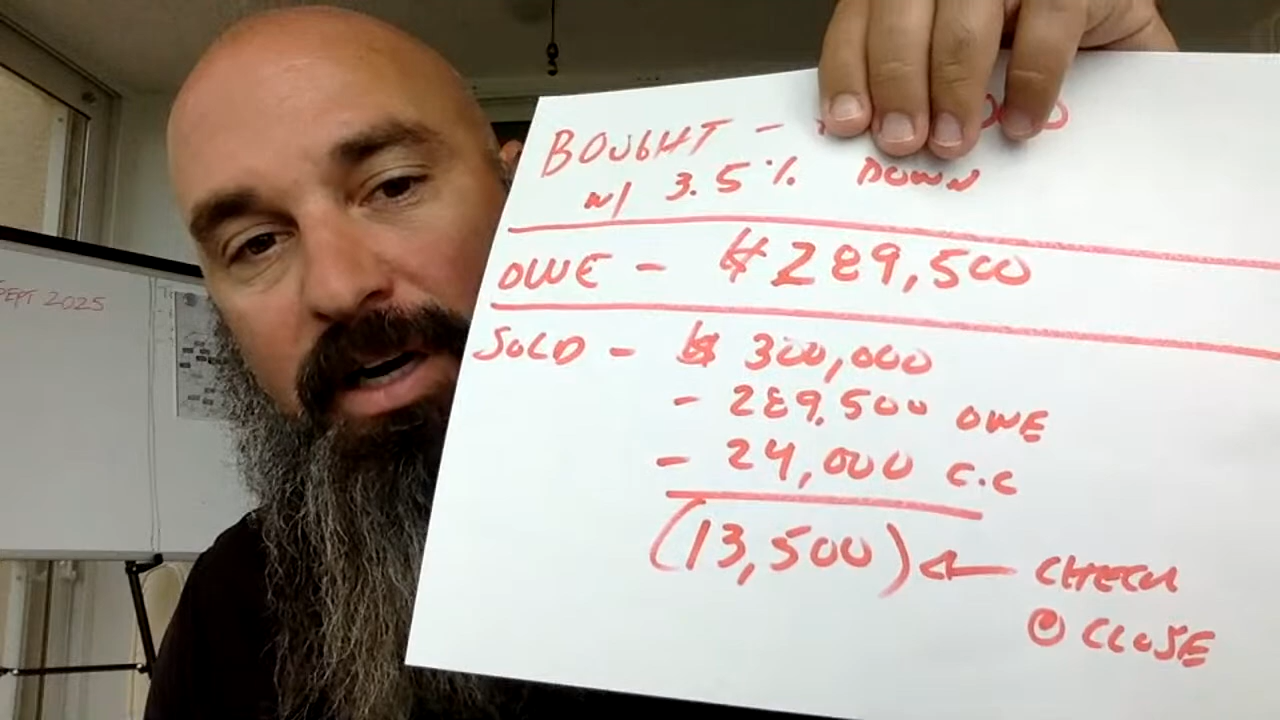 SEPT 2025
BOUGHT -
w/ 3.5% DOWN
OWE - $289,500
SOLD - $ 300,000
- 289,500 OWE
- 24,000 C.C
(13,500) ← CHECK
@ CLOSE